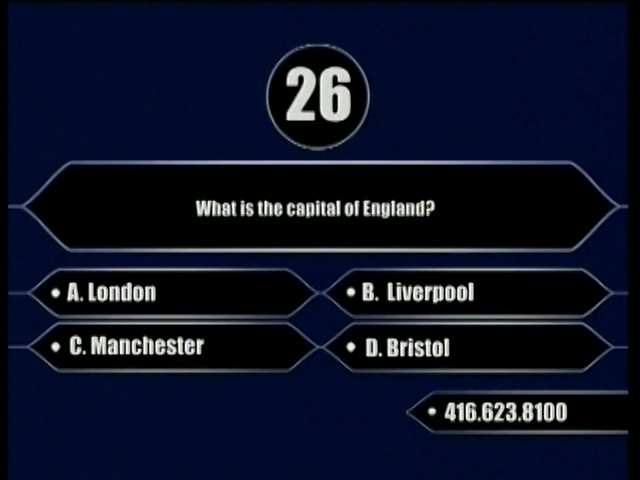 26
What is the capital of England?
• A. London
• B. Liverpool
• C. Manchester
• D. Bristol
• 416.623.8100